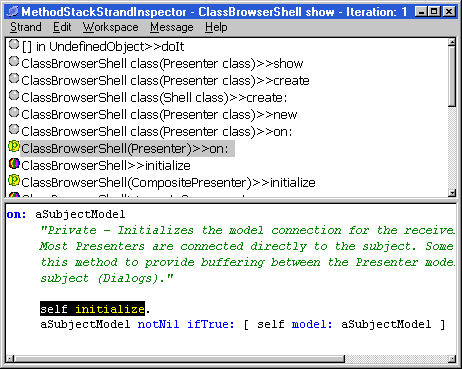 MethodStackStrandInspector - ClassBrowserShell show - Iteration: 1
Strand Edit Workspace Message Help
[] in UndefinedObject>>doIt
ClassBrowserShell class(Presenter class)>>show
ClassBrowserShell class(Presenter class)>>create
ClassBrowserShell class(Shell class)>>create:
ClassBrowserShell class(Presenter class)>>new
ClassBrowserShell class(Presenter class)>>on:
ClassBrowserShell(Presenter)>>on:
ClassBrowserShell>>initialize
ClassBrowserShell(CompositePresenter)>>initialize
on: aSubjectModel
"Private - Initializes the model connection for the receive
Most Presenters are connected directly to the subject. Some
this method to provide buffering between the Presenter mode
subject (Dialogs)."
self initialize.
aSubjectModel notNil ifTrue: [ self model: aSubjectModel ]